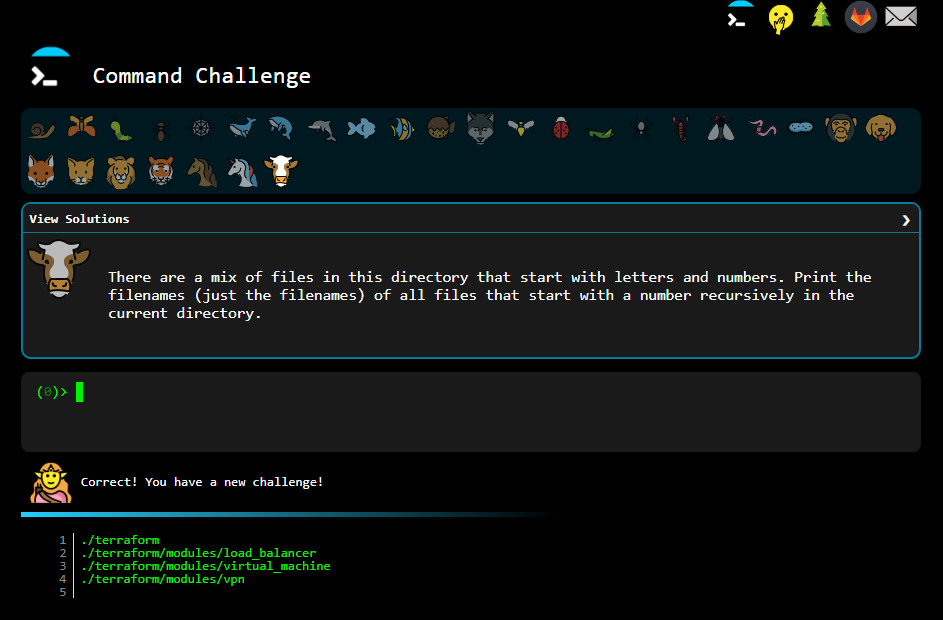 Command Challenge
View Solutions
There are a mix of files in this directory that start with letters and numbers. Print the
filenames (just the filenames) of all files that start with a number recursively in the
current directory.
(0)>
Correct! You have a new challenge!
1 ./terraform
2 ./terraform/modules/load_balancer
3 ./terraform/modules/virtual_machine
4 ./terraform/modules/vpn
5